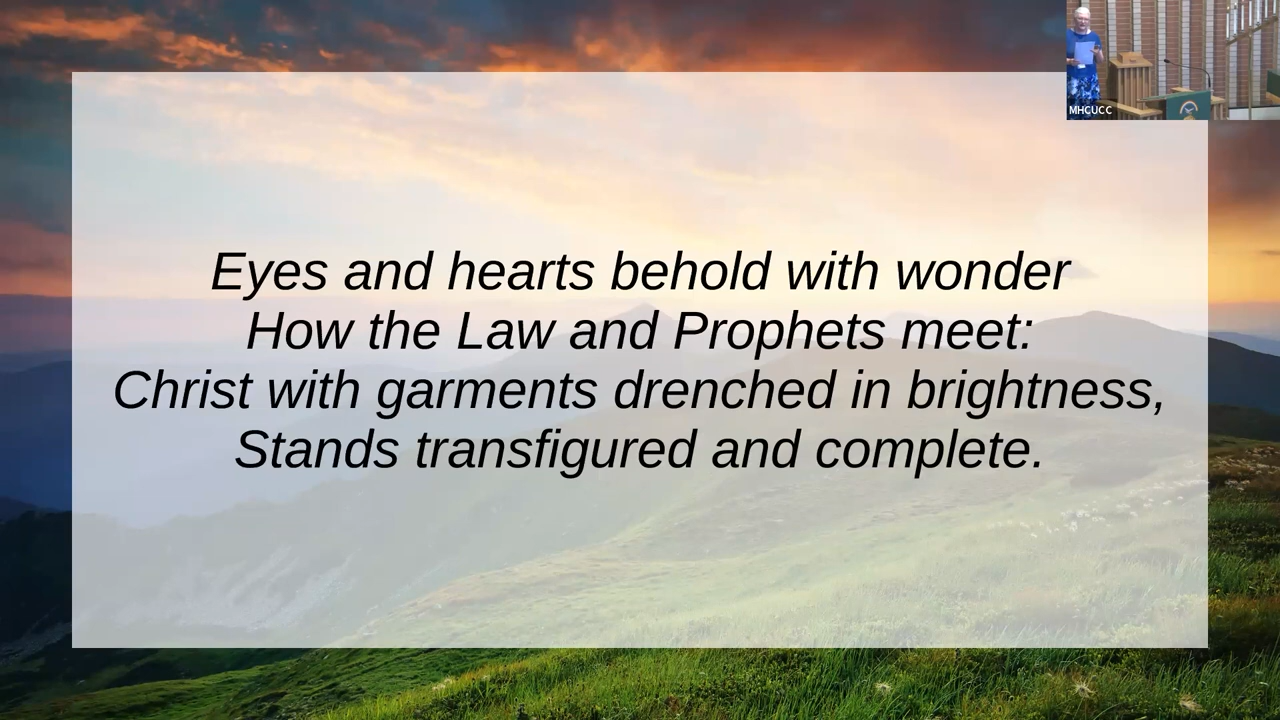 MHCUCC
Eyes and hearts behold with wonder
How the Law and Prophets meet:
Christ with garments drenched in brightness,
Stands transfigured and complete.